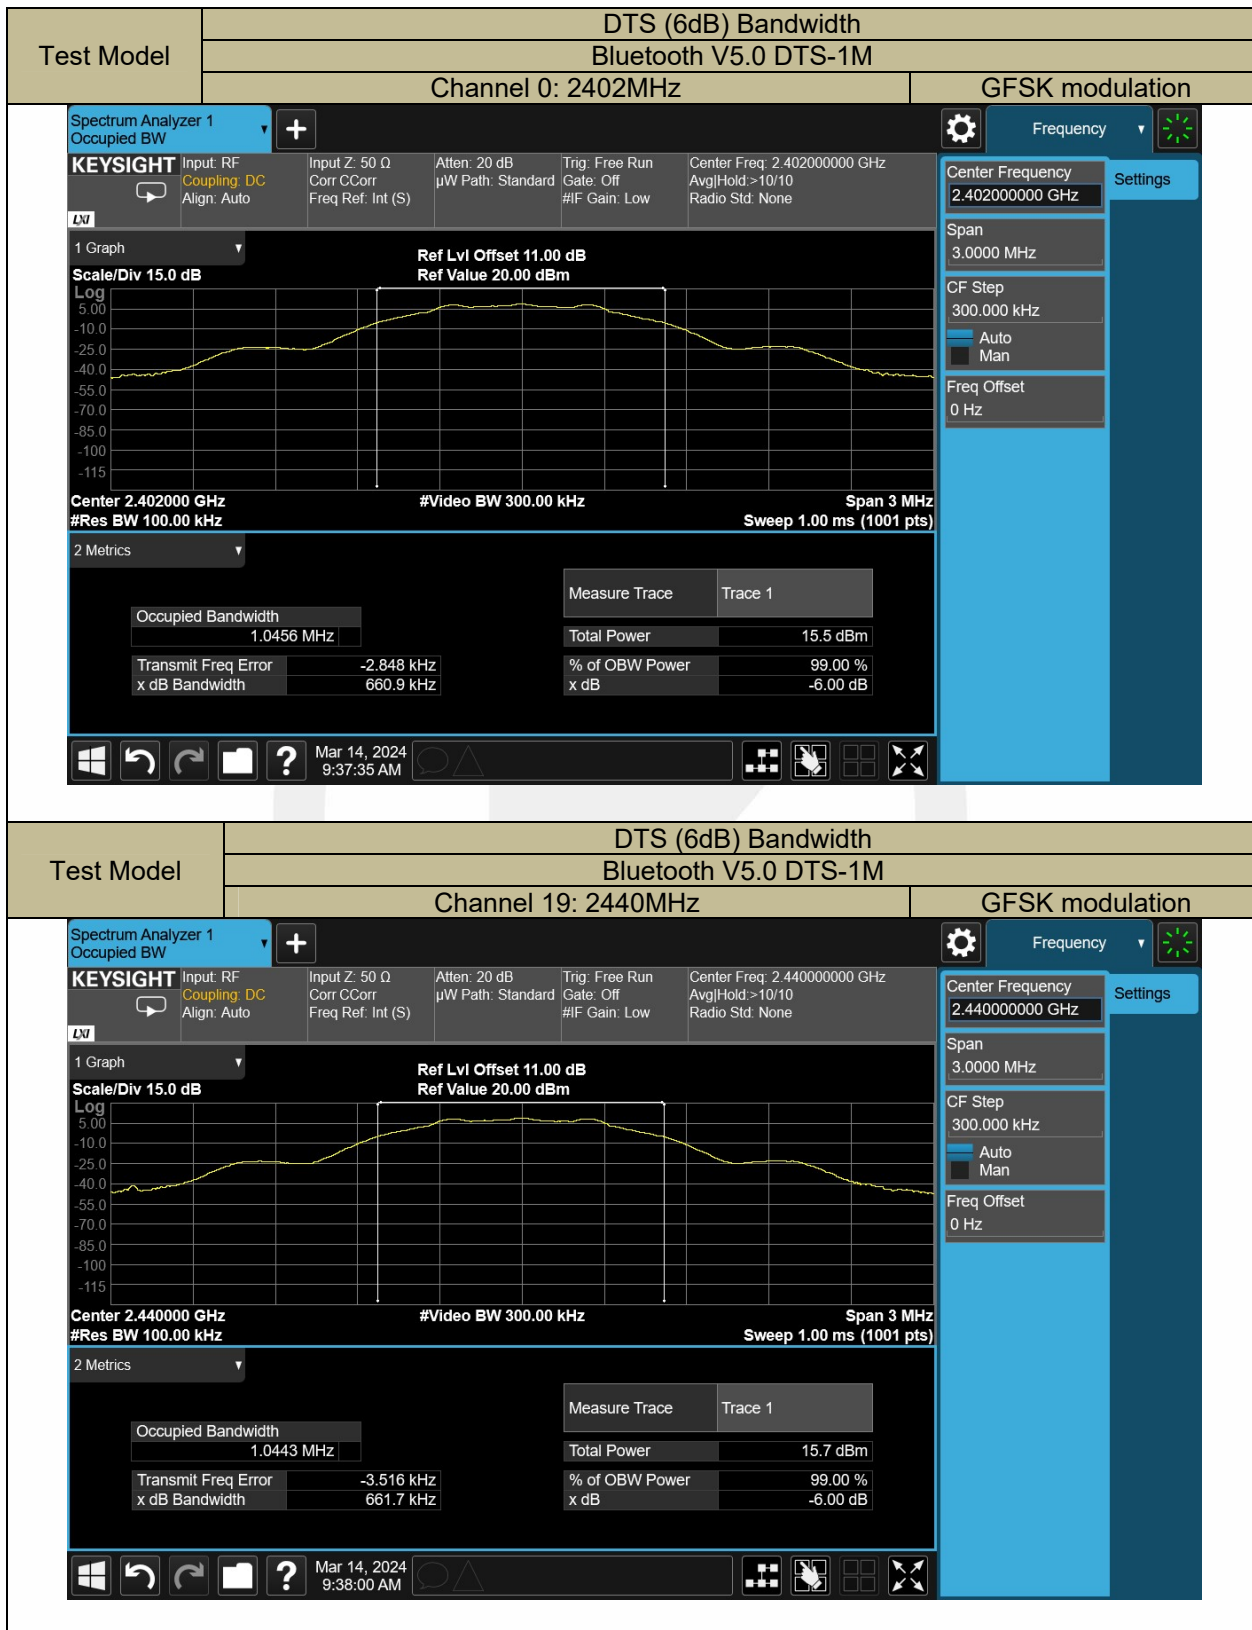 Test Model
DTS (6dB) Bandwidth
Bluetooth V5.0 DTS-1M
Channel 0: 2402MHz GFSK modulation
Spectrum Analyzer 1
Occupied BW
Frequency
KEYSIGHT
LXI
Input: RF
Coupling: DC
Align: Auto
Input Z: 50 Ω
Corr CCorr
Freq Ref: Int (S)
Atten: 20 dB
µW Path: Standard
Trig: Free Run
Gate: Off
#IF Gain: Low
Center Freq: 2.402000000 GHz
Avg|Hold:>10/10
Radio Std: None
Center Frequency
2.402000000 GHz
Settings
Span
3.0000 MHz
CF Step
300.000 kHz
Auto
Man
Freq Offset
0 Hz
1 Graph
Scale/Div 15.0 dB
Ref Lvl Offset 11.00 dB
Ref Value 20.00 dBm
Log
5.00
-10.0
-25.0
-40.0
-55.0
-70.0
-85.0
-100
-115
Center 2.402000 GHz
#Res BW 100.00 kHz
#Video BW 300.00 kHz
Span 3 MHz
Sweep 1.00 ms (1001 pts)
2 Metrics
Measure Trace Trace 1
Occupied Bandwidth
1.0456 MHz
Total Power 15.5 dBm
Transmit Freq Error -2.848 kHz
% of OBW Power 99.00 %
x dB Bandwidth 660.9 kHz
x dB -6.00 dB
?
Mar 14, 2024
9:37:35 AM
Test Model
DTS (6dB) Bandwidth
Bluetooth V5.0 DTS-1M
Channel 19: 2440MHz GFSK modulation
Spectrum Analyzer 1
Occupied BW
Frequency
KEYSIGHT
LXI
Input: RF
Coupling: DC
Align: Auto
Input Z: 50 Ω
Corr CCorr
Freq Ref: Int (S)
Atten: 20 dB
µW Path: Standard
Trig: Free Run
Gate: Off
#IF Gain: Low
Center Freq: 2.440000000 GHz
Avg|Hold:>10/10
Radio Std: None
Center Frequency
2.440000000 GHz
Settings
Span
3.0000 MHz
CF Step
300.000 kHz
Auto
Man
Freq Offset
0 Hz
1 Graph
Scale/Div 15.0 dB
Ref Lvl Offset 11.00 dB
Ref Value 20.00 dBm
Log
5.00
-10.0
-25.0
-40.0
-55.0
-70.0
-85.0
-100
-115
Center 2.440000 GHz
#Res BW 100.00 kHz
#Video BW 300.00 kHz
Span 3 MHz
Sweep 1.00 ms (1001 pts)
2 Metrics
Measure Trace Trace 1
Occupied Bandwidth
1.0443 MHz
Total Power 15.7 dBm
Transmit Freq Error -3.516 kHz
% of OBW Power 99.00 %
x dB Bandwidth 661.7 kHz
x dB -6.00 dB
?
Mar 14, 2024
9:38:00 AM